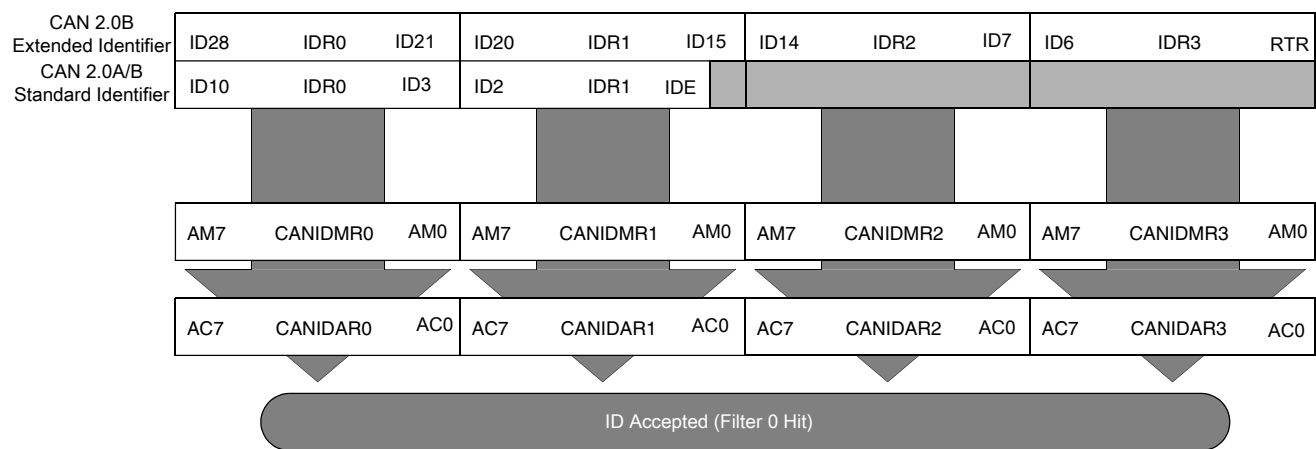 CAN 2.0B
Extended Identifier
ID28 IDR0 ID21 ID20 IDR1 ID15 ID14 IDR2 ID7 ID6 IDR3 RTR
CAN 2.0A/B
Standard Identifier
ID10 IDR0 ID3 ID2 IDR1 IDE
AM7 CANIDMR0 AM0 AM7 CANIDMR1 AM0 AM7 CANIDMR2 AM0 AM7 CANIDMR3 AM0
AC7 CANIDAR0 AC0 AC7 CANIDAR1 AC0 AC7 CANIDAR2 AC0 AC7 CANIDAR3 AC0
ID Accepted (Filter 0 Hit)